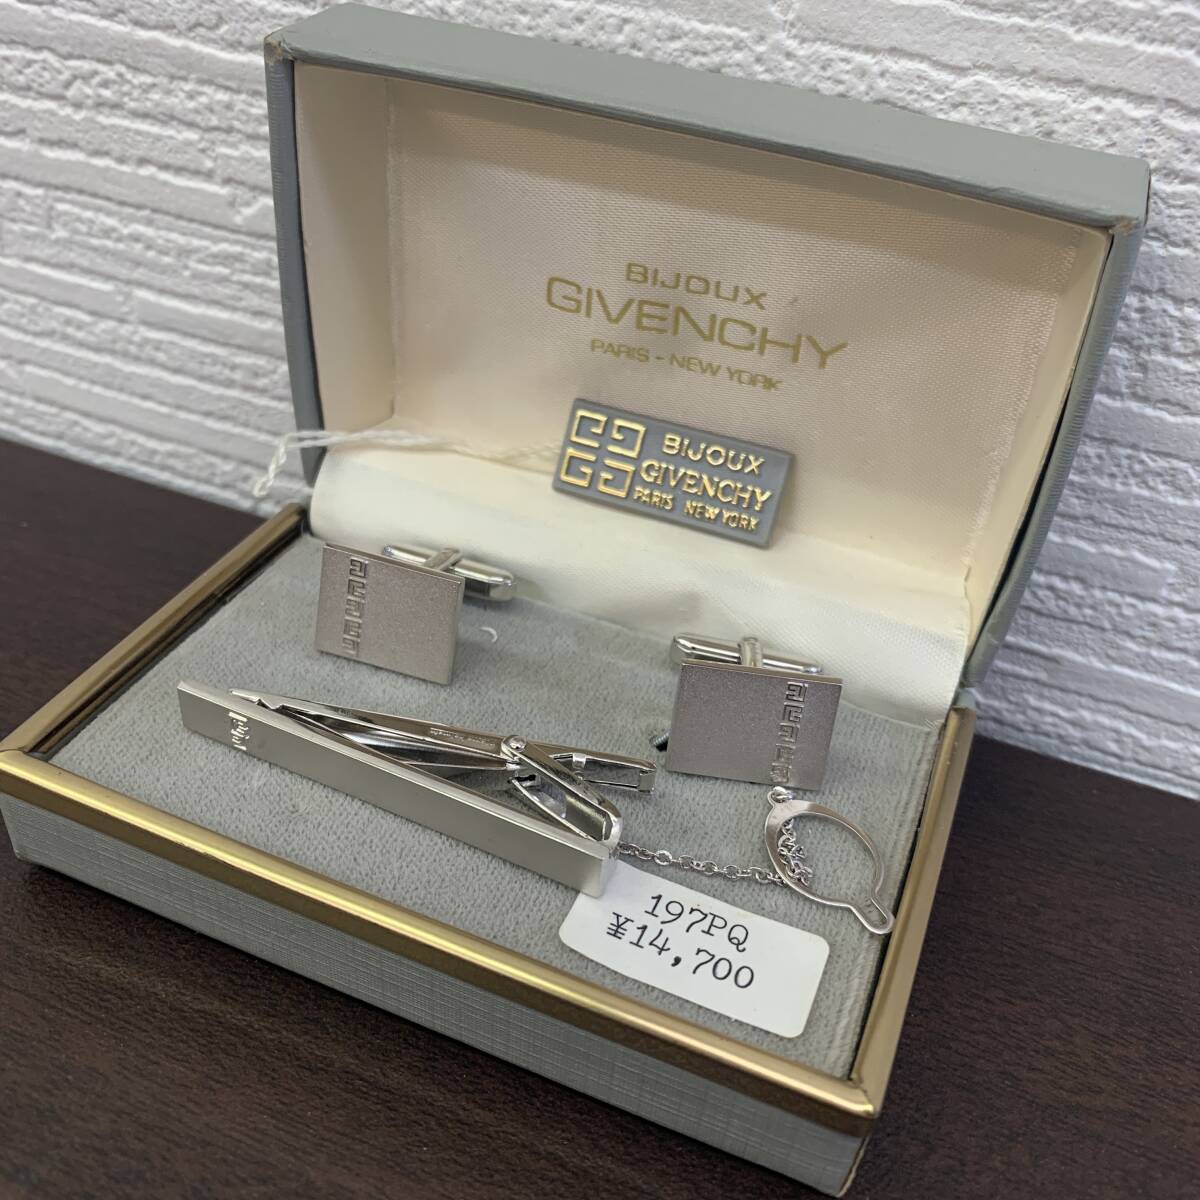 BIJOUX
GIVENCHY
PARIS - NEW YORK
BIJOUX
GIVENCHY
PARIS NEW YORK
197PQ
¥14,700